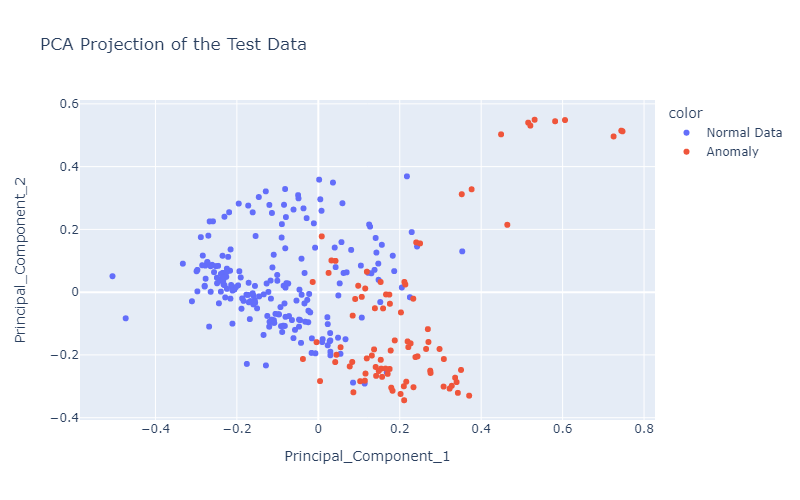 PCA Projection of the Test Data
color
Normal Data
Anomaly
Principal_Component_2
0.6
0.4
0.2
0
−0.2
−0.4
−0.4
−0.2
0
0.2
0.4
0.6
0.8
Principal_Component_1